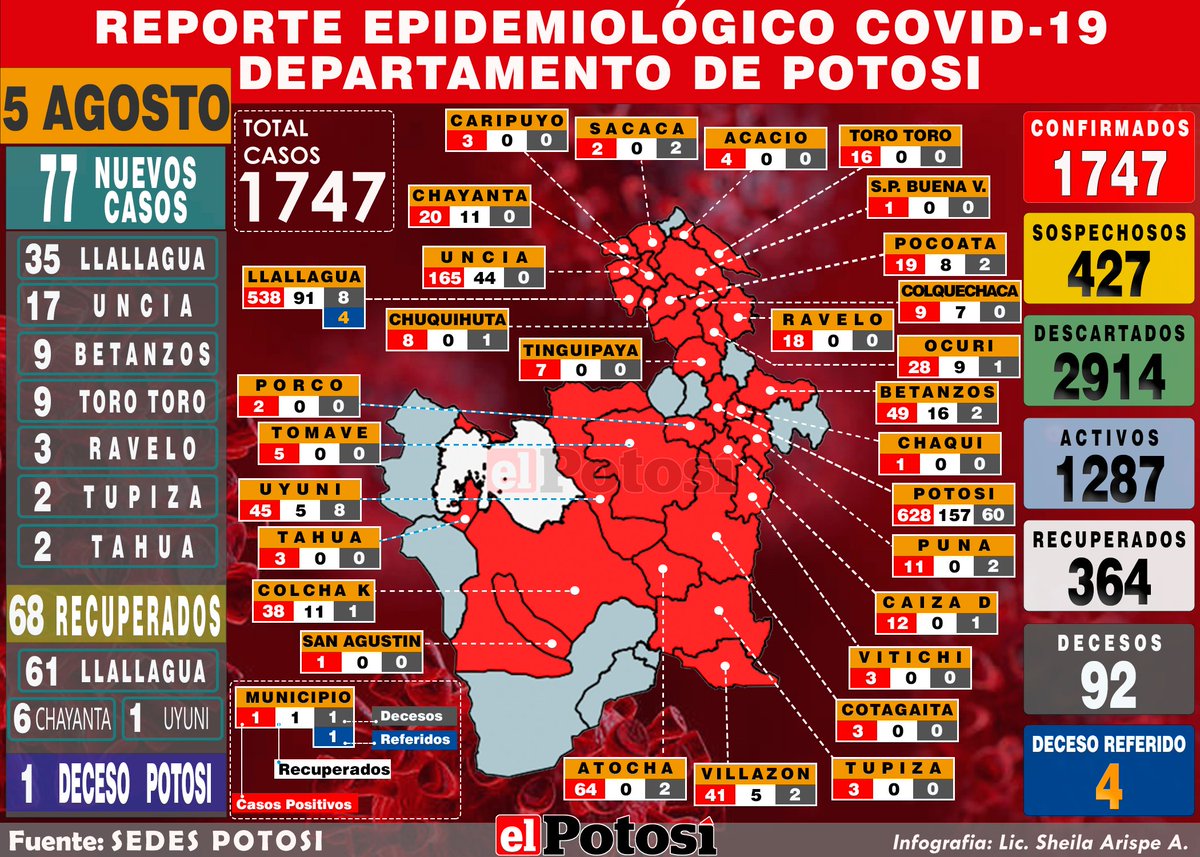 REPORTE EPIDEMIOLÓGICO COVID-19
DEPARTAMENTO DE POTOSI
5 AGOSTO
77 NUEVOS CASOS
35 LLALLAGUA
17 UNCIA
9 BETANZOS
9 TORO TORO
3 RAVELO
2 TUPIZA
2 TAHUA
68 RECUPERADOS
61 LLALLAGUA
6 CHAYANTA
1 UYUNI
1 DECESO POTOSI
TOTAL
CASOS
1747
CARIPUYO
3 0 0
SACACA
2 0 2
ACACIO
4 0 0
TORO TORO
16 0 0
CHAYANTA
20 11 0
S.P. BUENA V.
1 0 0
UNCIA
165 44 0
POCOATA
19 8 2
LLALLAGUA
538 91 8
4
COLQUECHACA
9 7 0
CHUQUIHUTA
8 0 1
RAVELO
18 0 0
TINGUIPAYA
7 0 0
OCURI
28 9 1
PORCO
2 0 0
BETANZOS
49 16 2
TOMAVE
5 0 0
CHAQUI
1 0 0
UYUNI
45 5 8
POTOSI
628 157 60
TAHUA
3 0 0
PUNA
11 0 2
COLCHA K
38 11 1
CAIZA D
12 0 1
SAN AGUSTIN
1 0 0
VITICHI
3 0 0
COTAGAITA
3 0 0
ATOCHA
64 0 2
VILLAZON
41 5 2
TUPIZA
3 0 0
el Potosí
MUNICIPIO
1 1 1
1
Decesos
Referidos
Recuperados
Casos Positivos
CONFIRMADOS
1747
SOSPECHOSOS
427
DESCARTADOS
2914
ACTIVOS
1287
RECUPERADOS
364
DECESOS
92
DECESO REFERIDO
4
Fuente: SEDES POTOSI
el Potosí
Infografia: Lic. Sheila Arispe A.